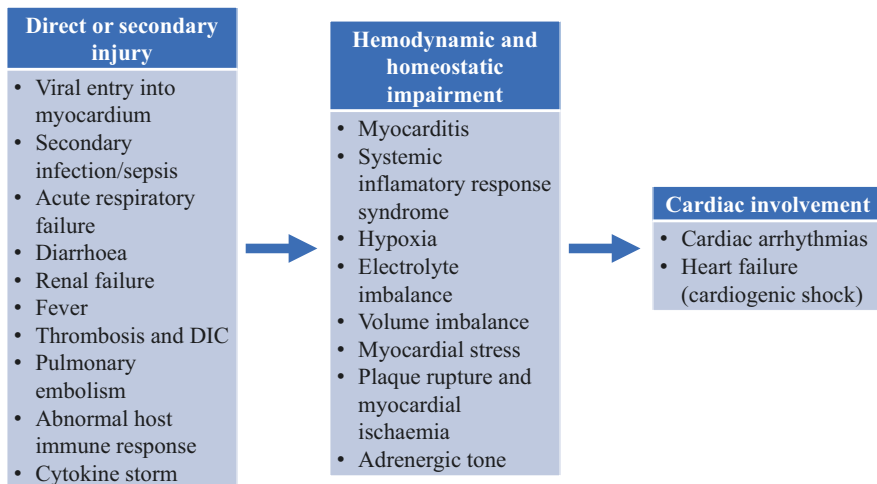 Direct or secondary
injury
• Viral entry into
myocardium
• Secondary
infection/sepsis
• Acute respiratory
failure
• Diarrhoea
• Renal failure
• Fever
• Thrombosis and DIC
• Pulmonary
embolism
• Abnormal host
immune response
• Cytokine storm
Hemodynamic and
homeostatic
impairment
• Myocarditis
• Systemic
inflamatory response
syndrome
• Hypoxia
• Electrolyte
imbalance
• Volume imbalance
• Myocardial stress
• Plaque rupture and
myocardial
ischaemia
• Adrenergic tone
Cardiac involvement
• Cardiac arrhythmias
• Heart failure
(cardiogenic shock)